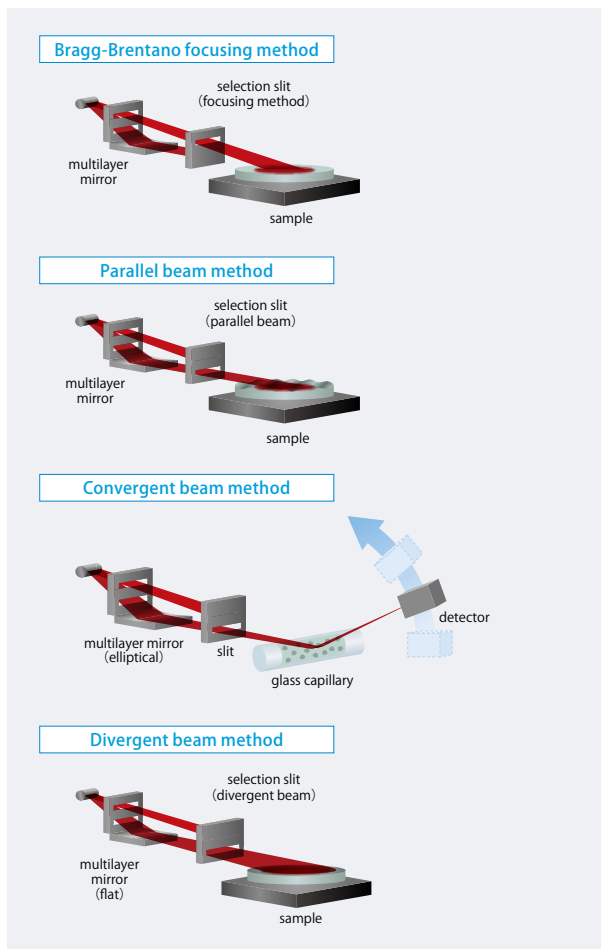 Bragg-Brentano focusing method
selection slit
(focusing method)
multilayer
mirror
sample
Parallel beam method
selection slit
(parallel beam)
multilayer
mirror
sample
Convergent beam method
detector
multilayer mirror
(elliptical)
slit
glass capillary
Divergent beam method
selection slit
(divergent beam)
multilayer
mirror
(flat)
sample